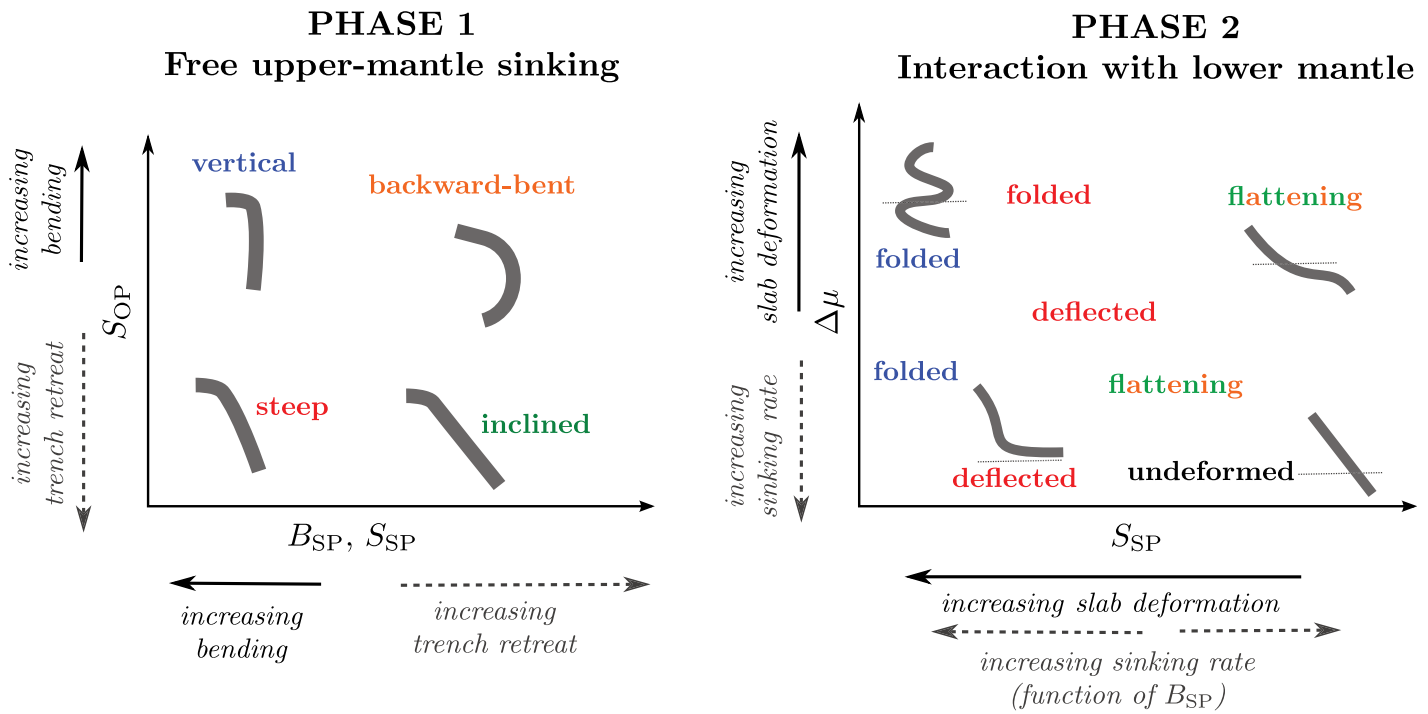 PHASE 1
Free upper-mantle sinking
increasing
bending
S_OP
increasing
trench retreat
vertical
backward-bent
steep
inclined
B_SP, S_SP
increasing
bending
increasing
trench retreat
PHASE 2
Interaction with lower mantle
increasing
slab deformation
Δμ
increasing
sinking rate
folded
folded
flattening
deflected
folded
flattening
deflected
undeformed
S_SP
increasing slab deformation
increasing sinking rate
(function of B_SP)